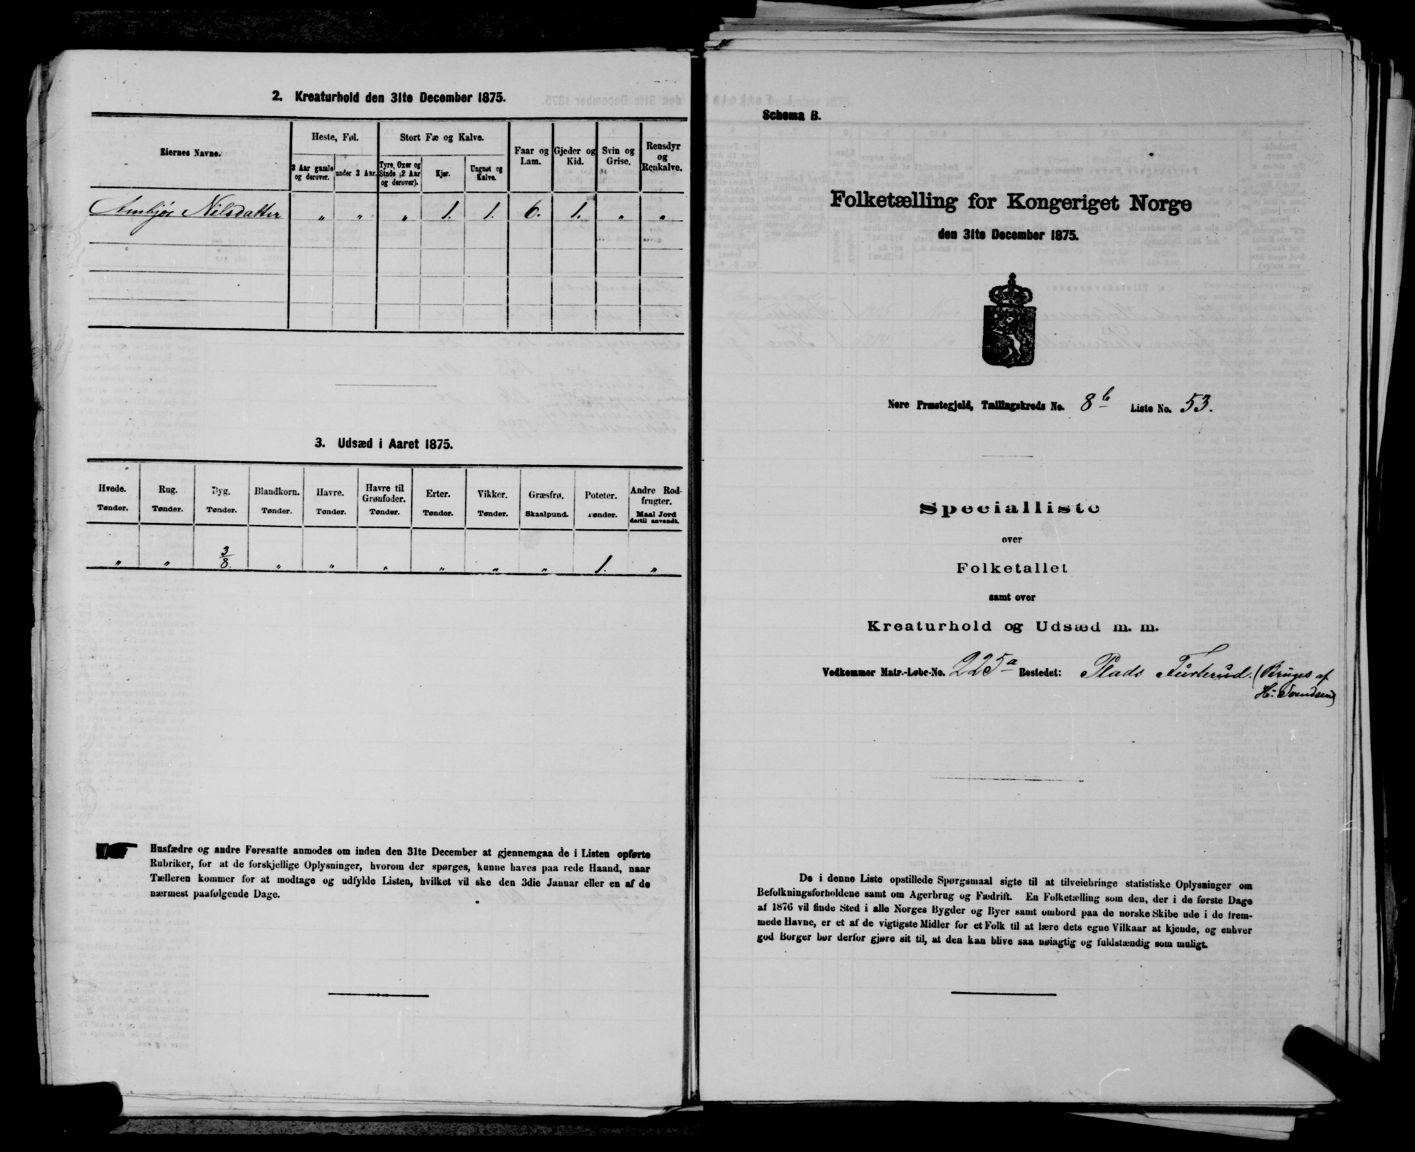 2. Kreaturhold den 31te December 1875.
Eiernes Navne.
Heste, Føl.
Stort Fæ og Kalve.
Faar og Lam.
Gjeder og Kid.
Svin og Grise.
Rensdyr og Renkalve.
3 Aar gamle og derover.
under 3 Aar.
Tyre, Oxer og Stude (2 Aar og derover).
Kjør.
Ungnøt og Kalve.
Ambjør Nilsdatter " " " 1. 1. 6. 1. " "
3. Udsæd i Aaret 1875.
Hvede. Rug. Byg. Blandkorn. Havre. Havre til Grønfoder. Erter. Vikker. Græsfrø. Poteter. Andre Rodfrugter.
Tønder. Tønder. Tønder. Tønder. Tønder. Tønder. Tønder. Tønder. Skaalpund. Tønder. Maal Jord dertil anvendt.
" " 3/8 " " " " " " 1. "
Husfædre og andre Foresatte anmodes om inden den 31te December at gjennemgaa de i Listen opførte
Rubriker, for at de forskjellige Oplysninger, hvorom der spørges, kunne haves paa rede Haand, naar
Tælleren kommer for at modtage og udfylde Listen, hvilket vil ske den 3die Januar eller en af de
nærmest paafølgende Dage.
Schema B.
Folketælling for Kongeriget Norge
den 31te December 1875.
Nore Præstegjeld, Tællingskreds No. 8b Liste No. 53.
Specialliste
over
Folketallet
samt over
Kreaturhold og Udsæd m. m.
Vedkommer Matr.-Løbe-No. 225a Bostedet: Plads Furterud. (Bruges af
H.
De i denne Liste opstillede Spørgsmaal sigte til at tilveiebringe statistiske Oplysninger om
Befolkningsforholdene samt om Agerbrug og Fædrift. En Folketælling som den, der i de første Dage
af 1876 vil finde Sted i alle Norges Bygder og Byer samt ombord paa de norske Skibe ude i de frem-
mede Havne, er et af de vigtigste Midler for et Folk til at lære dets egne Vilkaar at kjende, og enhver
god Borger bør derfor gjøre sit til, at den kan blive saa nøiagtig og fuldstændig som muligt.